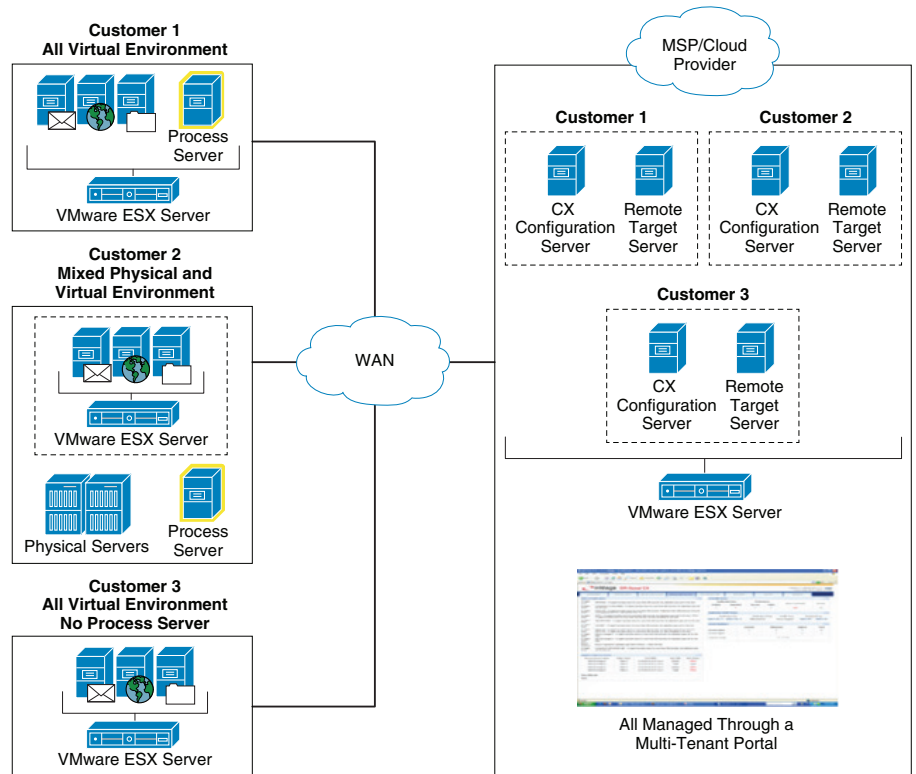 Customer 1
All Virtual Environment
Process
Server
VMware ESX Server
Customer 2
Mixed Physical and
Virtual Environment
VMware ESX Server
Physical Servers
Process
Server
Customer 3
All Virtual Environment
No Process Server
VMware ESX Server
WAN
MSP/Cloud
Provider
Customer 1
CX
Configuration
Server
Remote
Target
Server
Customer 2
CX
Configuration
Server
Remote
Target
Server
Customer 3
CX
Configuration
Server
Remote
Target
Server
VMware ESX Server
All Managed Through a
Multi-Tenant Portal